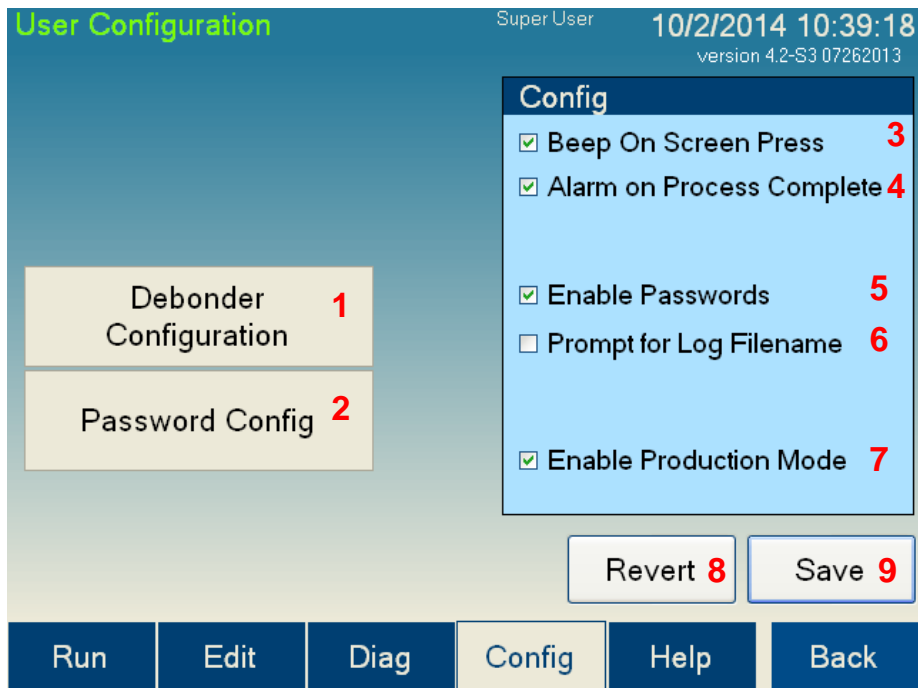 User Configuration
Super User
10/2/2014 10:39:18
version 4.2-S3 07262013
Config
Beep On Screen Press 3
Alarm on Process Complete 4
Debonder
Configuration
1
Enable Passwords 5
Prompt for Log Filename 6
Password Config 2
Enable Production Mode 7
Revert 8
Save 9
Run
Edit
Diag
Config
Help
Back